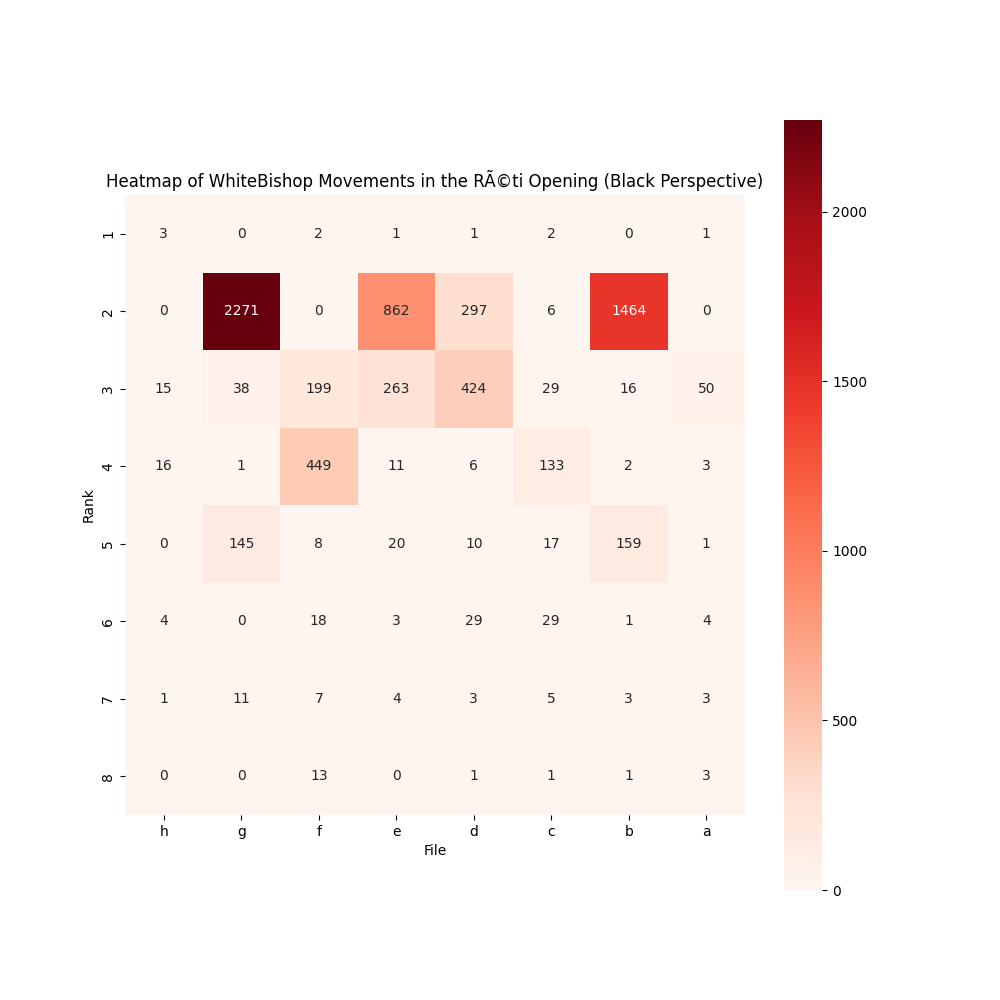 Heatmap of WhiteBishop Movements in the RÃ©ti Opening (Black Perspective)
1 3 0 2 1 1 2 0 1
2 0 2271 0 862 297 6 1464 0
3 15 38 199 263 424 29 16 50
4 16 1 449 11 6 133 2 3
5 0 145 8 20 10 17 159 1
6 4 0 18 3 29 29 1 4
7 1 11 7 4 3 5 3 3
8 0 0 13 0 1 1 1 3
h g f e d c b a
File
Rank
2000
1500
1000
500
0